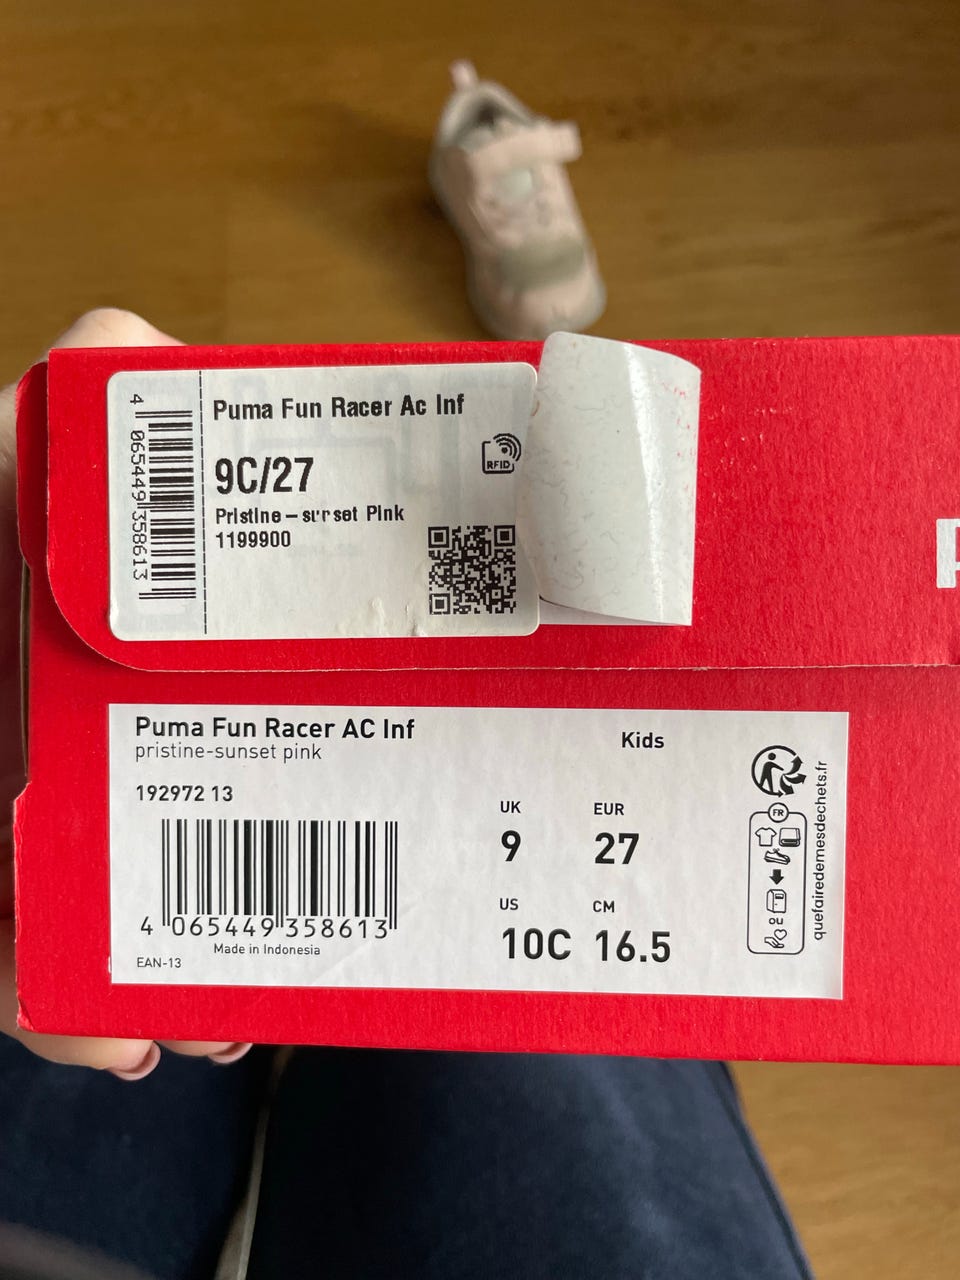 Puma Fun Racer Ac Inf
9C/27
Pristine – sunset Pink
1199900
RFID
4 065449 358613
Puma Fun Racer AC Inf
pristine-sunset pink
Kids
192972 13
UK
9
EUR
27
US
10C
CM
16.5
4 065449 358613
Made in Indonesia
EAN-13
FR
OU
quefairedemesdechets.fr
P